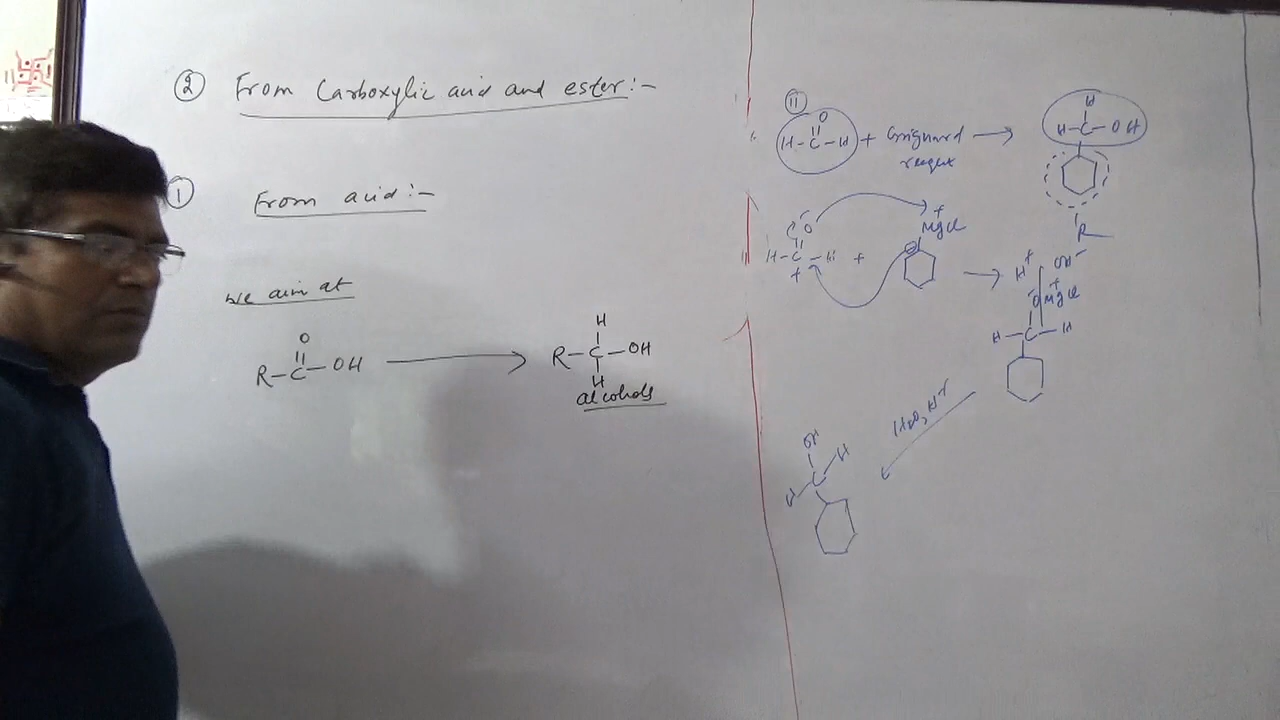 ② From Carboxylic acid and ester:-
① From acid:-
we aim at
O
R-C-OH
H
R-C-OH
H
alcohols
ii
O
H-C-H + Grignard
reagent
H
H-C-OH
R
O
H-C-H +
+
+
MgCl
H+ OH-
O- + MgCl
H-C-H
H2O, H+
OH
H
C
H